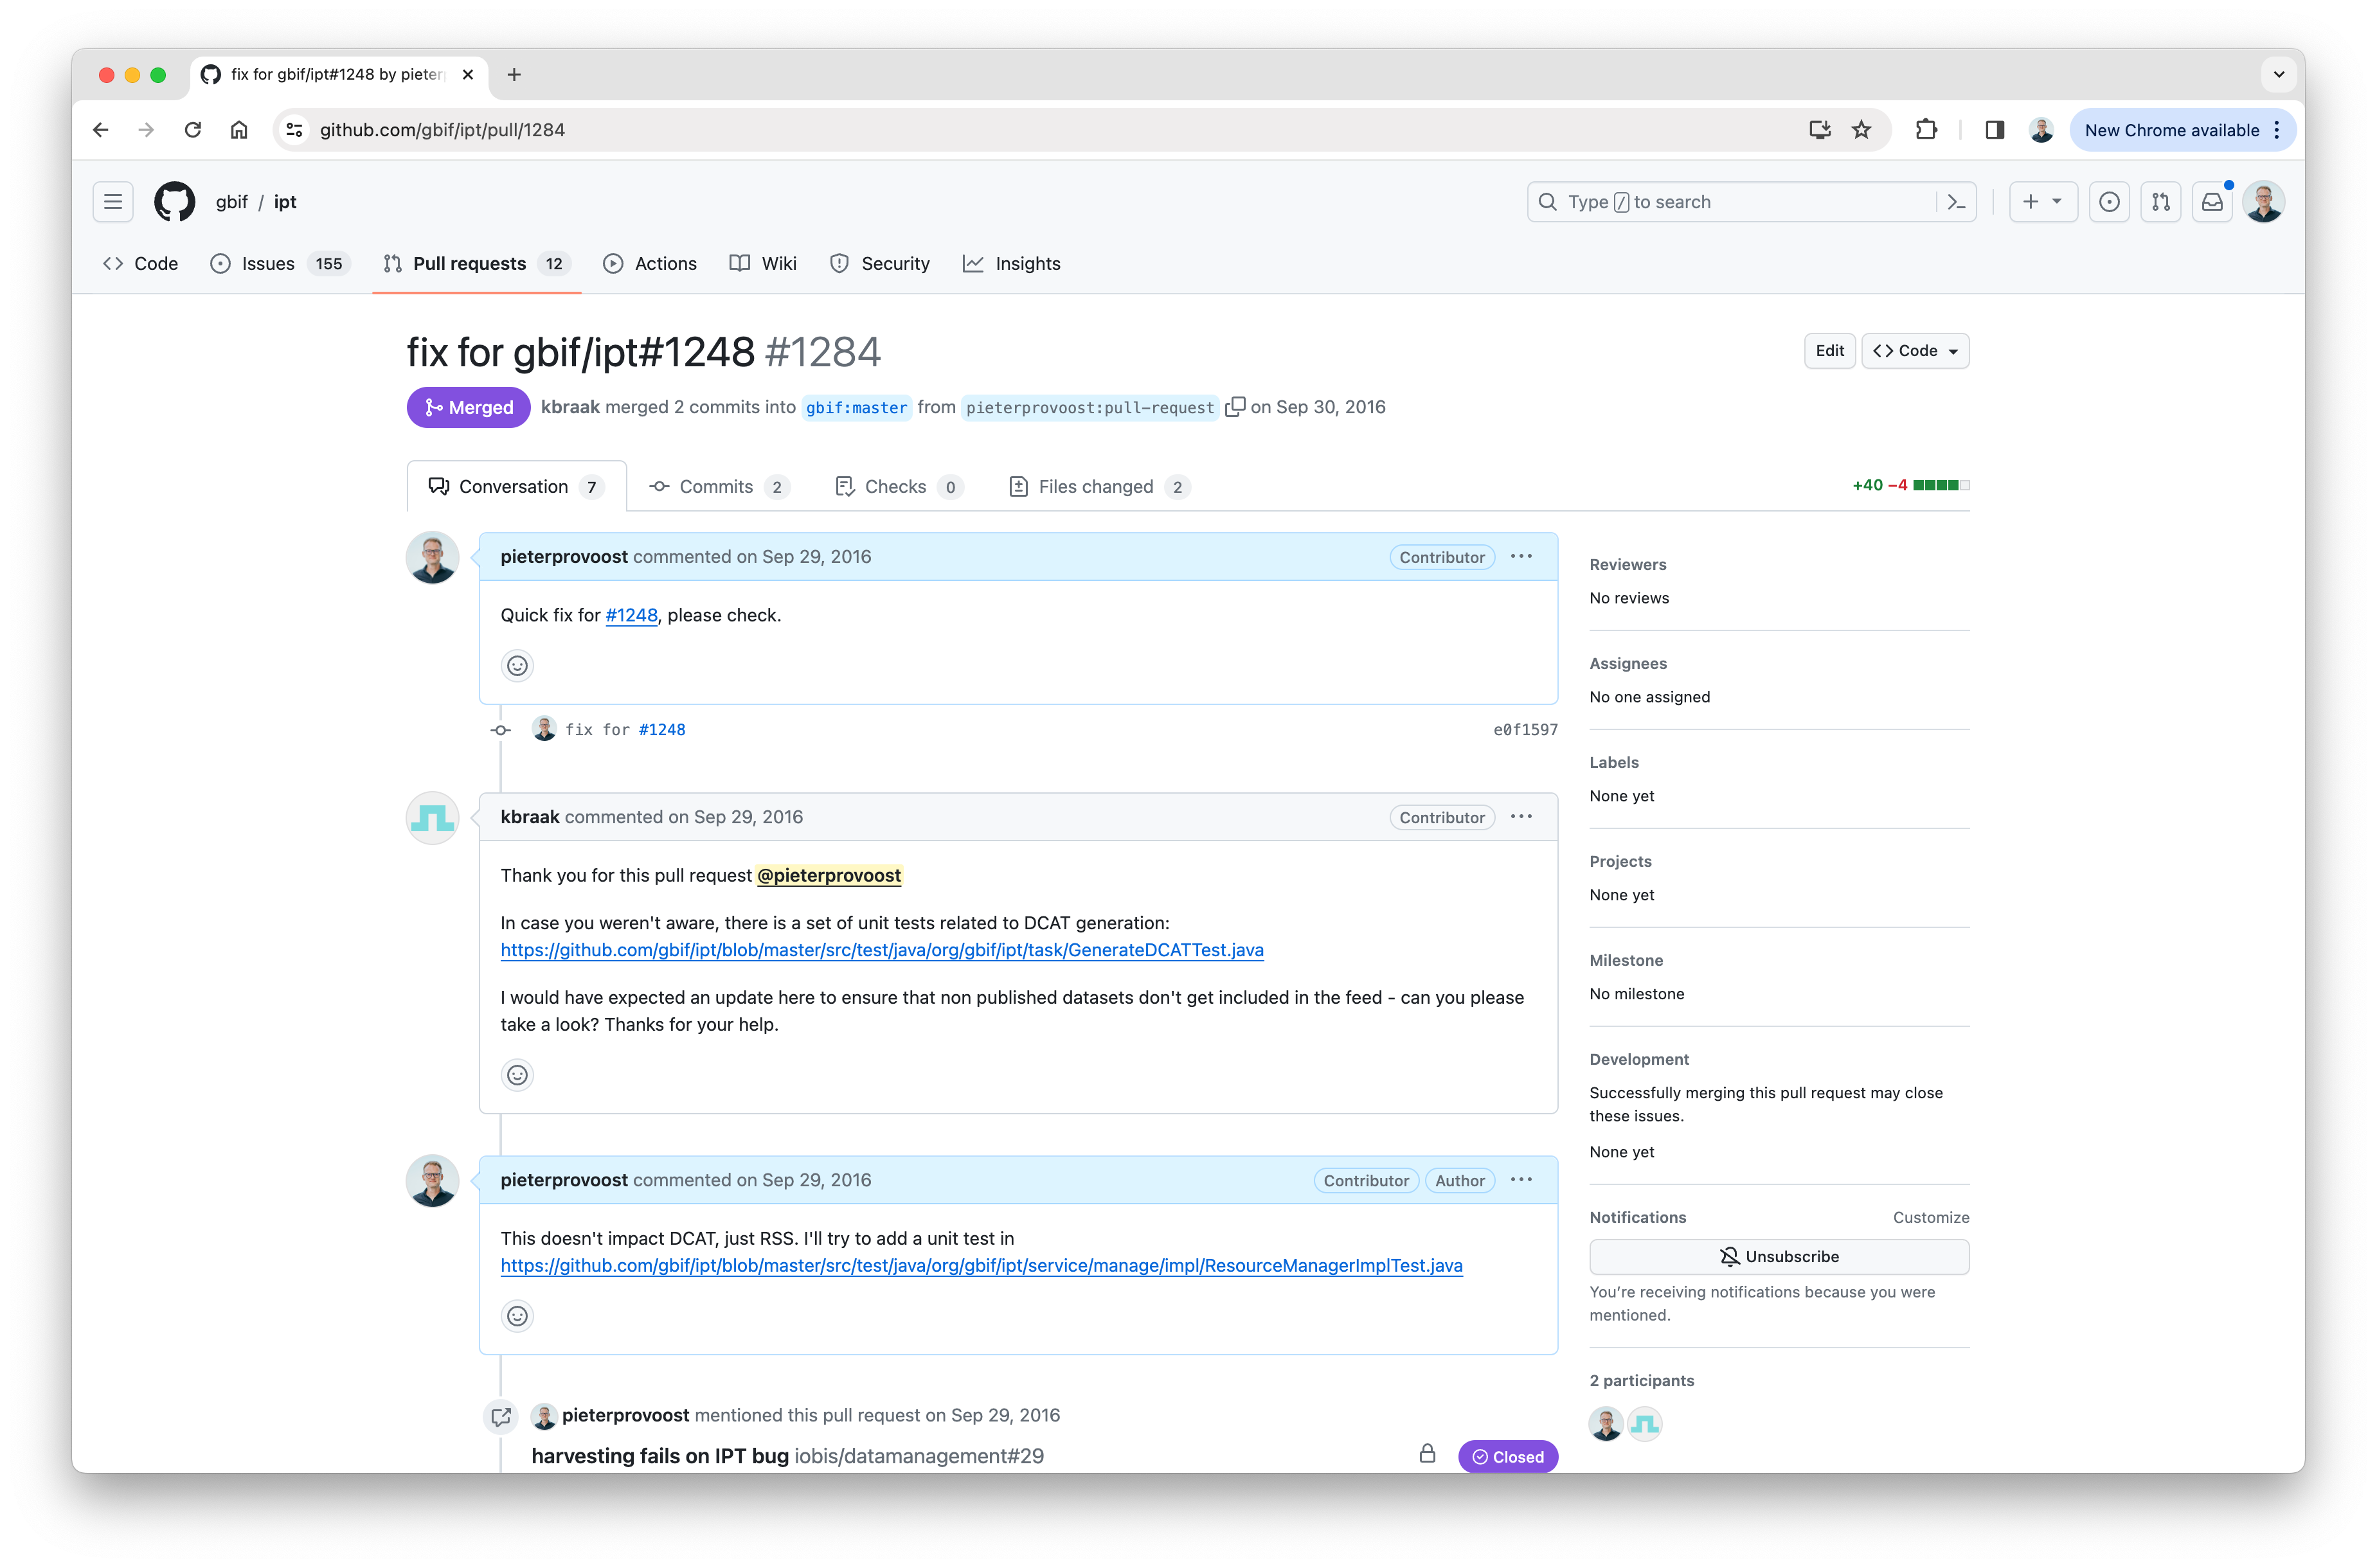 fix for gbif/ipt#1248 by pieter
github.com/gbif/ipt/pull/1284
New Chrome available
gbif / ipt
Type / to search
Code
Issues 155
Pull requests 12
Actions
Wiki
Security
Insights
fix for gbif/ipt#1248 #1284
Edit
Code
Merged
kbraak merged 2 commits into gbif:master from pieterprovoost:pull-request on Sep 30, 2016
Conversation 7
Commits 2
Checks 0
Files changed 2
+40 −4
pieterprovoost commented on Sep 29, 2016
Contributor
Quick fix for #1248, please check.
fix for #1248
e0f1597
kbraak commented on Sep 29, 2016
Contributor
Thank you for this pull request @pieterprovoost
In case you weren't aware, there is a set of unit tests related to DCAT generation:
https://github.com/gbif/ipt/blob/master/src/test/java/org/gbif/ipt/task/GenerateDCATTest.java
I would have expected an update here to ensure that non published datasets don't get included in the feed - can you please
take a look? Thanks for your help.
pieterprovoost commented on Sep 29, 2016
Contributor
Author
This doesn't impact DCAT, just RSS. I'll try to add a unit test in
https://github.com/gbif/ipt/blob/master/src/test/java/org/gbif/ipt/service/manage/impl/ResourceManagerImplTest.java
pieterprovoost mentioned this pull request on Sep 29, 2016
harvesting fails on IPT bug iobis/datamanagement#29
Closed
Reviewers
No reviews
Assignees
No one assigned
Labels
None yet
Projects
None yet
Milestone
No milestone
Development
Successfully merging this pull request may close
these issues.
None yet
Notifications
Customize
Unsubscribe
You're receiving notifications because you were
mentioned.
2 participants